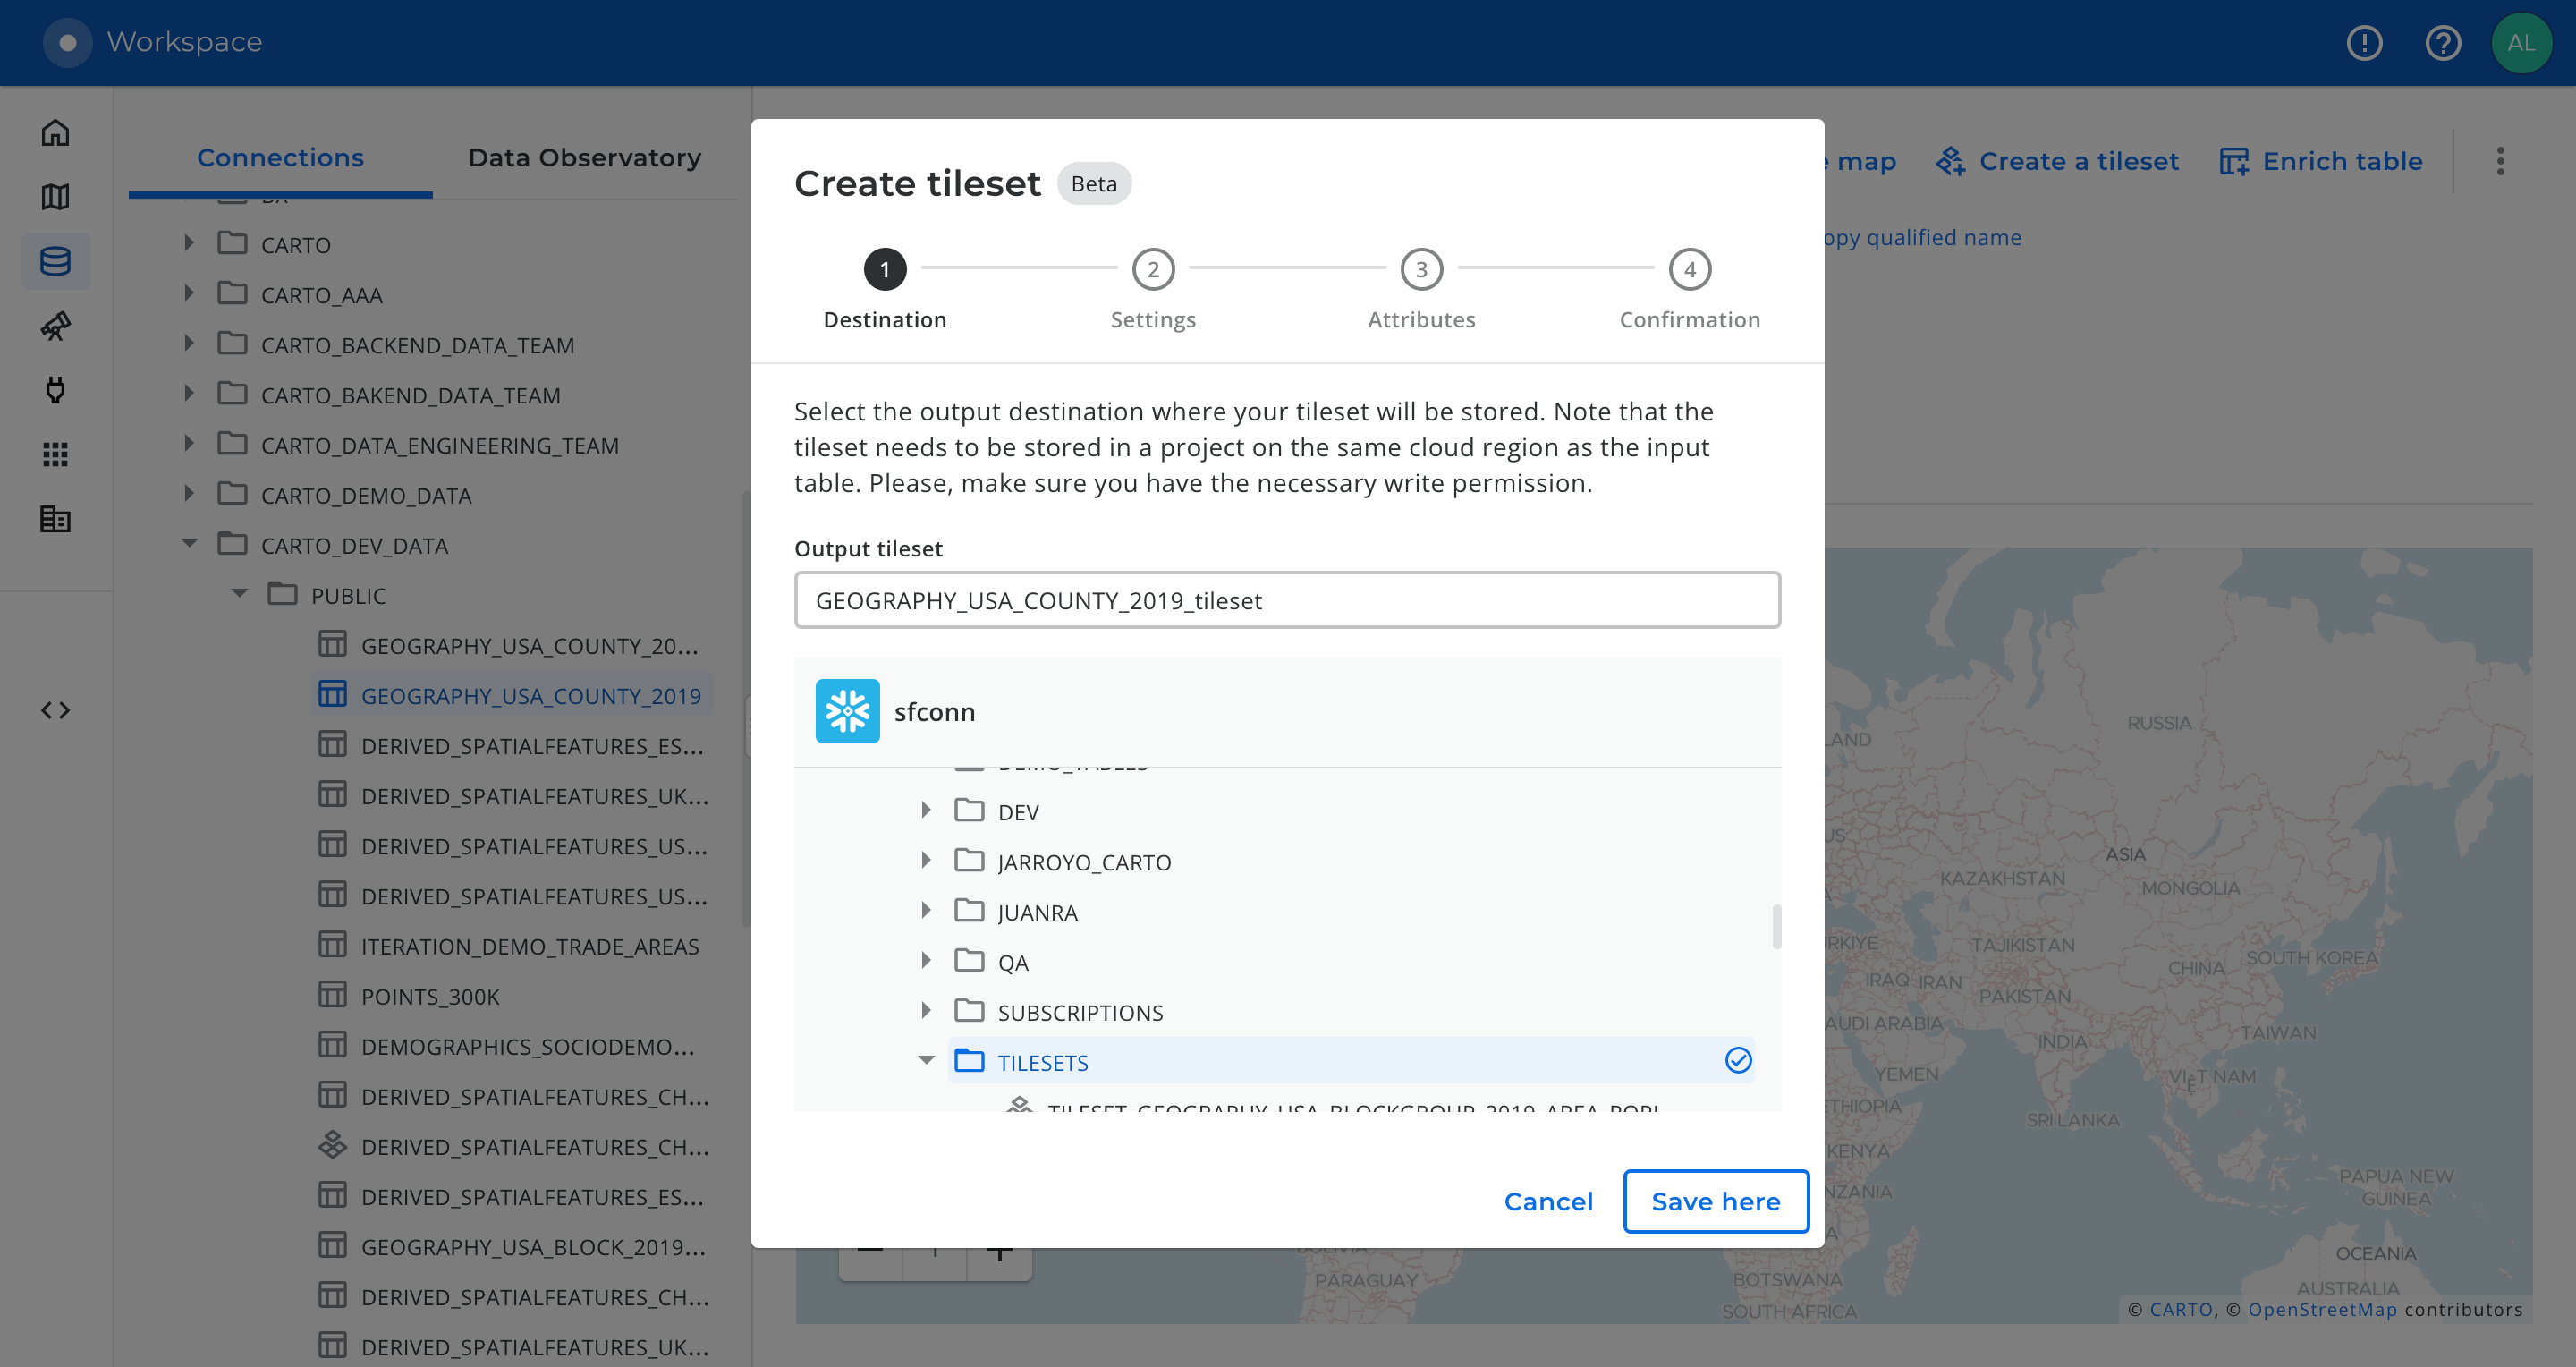 Workspace
AL
Connections
Data Observatory
CARTO
CARTO_AAA
CARTO_BACKEND_DATA_TEAM
CARTO_BAKEND_DATA_TEAM
CARTO_DATA_ENGINEERING_TEAM
CARTO_DEMO_DATA
CARTO_DEV_DATA
PUBLIC
GEOGRAPHY_USA_COUNTY_20...
GEOGRAPHY_USA_COUNTY_2019
DERIVED_SPATIALFEATURES_ES...
DERIVED_SPATIALFEATURES_UK...
DERIVED_SPATIALFEATURES_US...
DERIVED_SPATIALFEATURES_US...
ITERATION_DEMO_TRADE_AREAS
POINTS_300K
DEMOGRAPHICS_SOCIODEMO...
DERIVED_SPATIALFEATURES_CH...
DERIVED_SPATIALFEATURES_CH...
DERIVED_SPATIALFEATURES_ES...
GEOGRAPHY_USA_BLOCK_2019...
DERIVED_SPATIALFEATURES_CH...
DERIVED_SPATIALFEATURES_UK...
Create tileset
Beta
1
2
3
4
Destination
Settings
Attributes
Confirmation
Select the output destination where your tileset will be stored. Note that the
tileset needs to be stored in a project on the same cloud region as the input
table. Please, make sure you have the necessary write permission.
Output tileset
GEOGRAPHY_USA_COUNTY_2019_tileset
sfconn
DEMO_TABLES
DEV
JARROYO_CARTO
JUANRA
QA
SUBSCRIPTIONS
TILESETS
TILESET_GEOGRAPHY_USA_BLOCKGROUP_2019_AREA_POPU
Cancel
Save here
map
Create a tileset
Enrich table
opy qualified name
RUSSIA
LAND
US
ASIA
KAZAKHSTAN
MONGOLIA
RKIYE
TAJIKISTAN
SOUTH KOREA
CHINA
IRAQ
IRAN
PAKISTAN
AUDI ARABIA
TAIWAN
INDIA
YEMEN
VIỆT NAM
ETHIOPIA
SRI LANKA
KENYA
NZANIA
PAPUA NEW
GUINEA
BOLIVIA
OCEANIA
PARAGUAY
BOTSWANA
AUSTRALIA
SOUTH AFRICA
© CARTO, © OpenStreetMap contributors